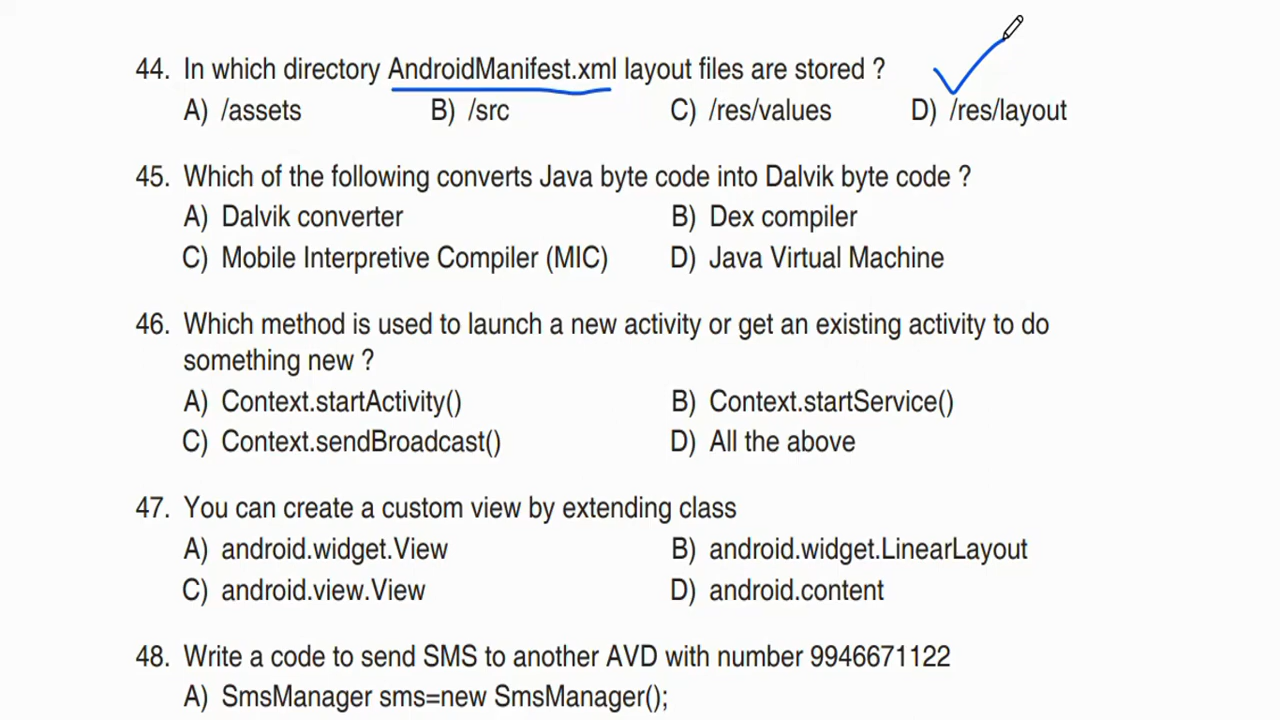 44. In which directory AndroidManifest.xml layout files are stored ?
A) /assets B) /src C) /res/values D) /res/layout
45. Which of the following converts Java byte code into Dalvik byte code ?
A) Dalvik converter B) Dex compiler
C) Mobile Interpretive Compiler (MIC) D) Java Virtual Machine
46. Which method is used to launch a new activity or get an existing activity to do
something new ?
A) Context.startActivity() B) Context.startService()
C) Context.sendBroadcast() D) All the above
47. You can create a custom view by extending class
A) android.widget.View B) android.widget.LinearLayout
C) android.view.View D) android.content
48. Write a code to send SMS to another AVD with number 9946671122
A) SmsManager sms=new SmsManager();